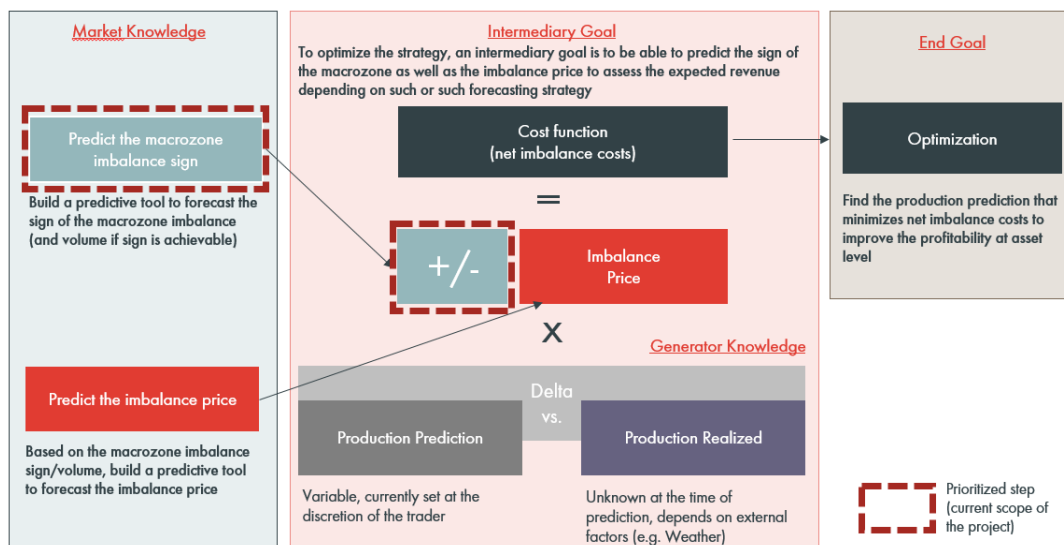 Market Knowledge
Predict the macrozone
imbalance sign
Build a predictive tool to forecast the
sign of the macrozone imbalance
(and volume if sign is achievable)
Predict the imbalance price
Based on the macrozone imbalance
sign/volume, build a predictive tool
to forecast the imbalance price
Intermediary Goal
To optimize the strategy, an intermediary goal is to be able to predict the sign of
the macrozone as well as the imbalance price to assess the expected revenue
depending on such or such forecasting strategy
Cost function
(net imbalance costs)
=
+/-
Imbalance
Price
X
Generator Knowledge
Delta
vs.
Production Prediction
Production Realized
Variable, currently set at the
discretion of the trader
Unknown at the time of
prediction, depends on external
factors (e.g. Weather)
End Goal
Optimization
Find the production prediction that
minimizes net imbalance costs to
improve the profitability at asset
level
Prioritized step
(current scope of
the project)